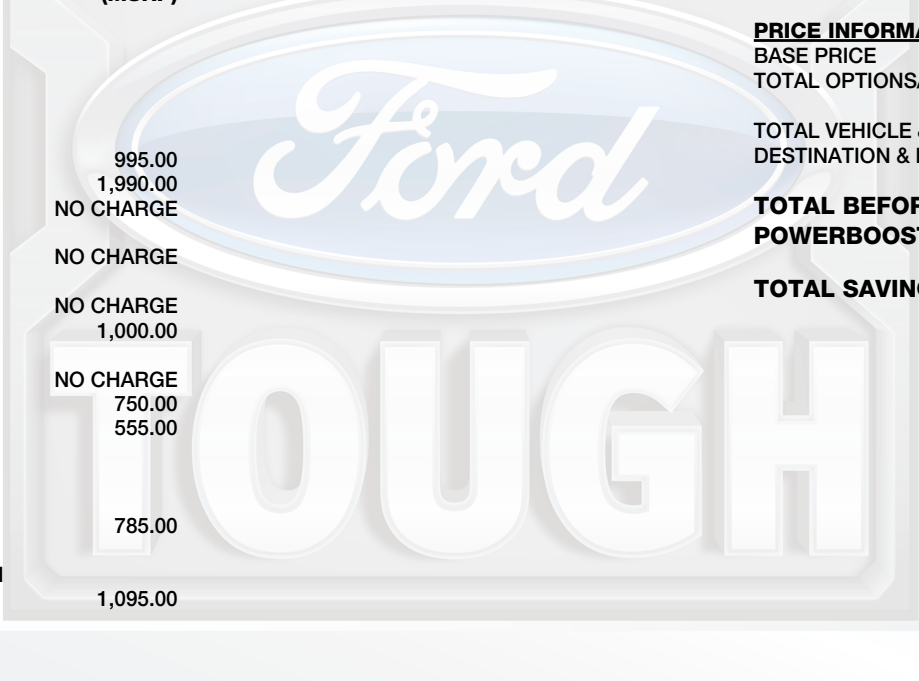 (MSRP)
995.00
1,990.00
NO CHARGE
NO CHARGE
NO CHARGE
1,000.00
NO CHARGE
750.00
555.00
785.00
1,095.00
PRICE INFORMA
BASE PRICE
TOTAL OPTIONS
TOTAL VEHICLE &
DESTINATION &
TOTAL BEFOR
POWERBOOST
TOTAL SAVIN
Ford
TOUGH